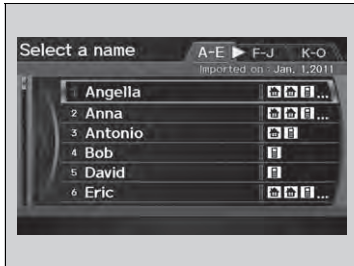 Select a name A-E ▶ F-J K-O
Imported on : Jan. 1,2011
1 Angella ...
2 Anna ...
3 Antonio
4 Bob
5 David
6 Eric ...